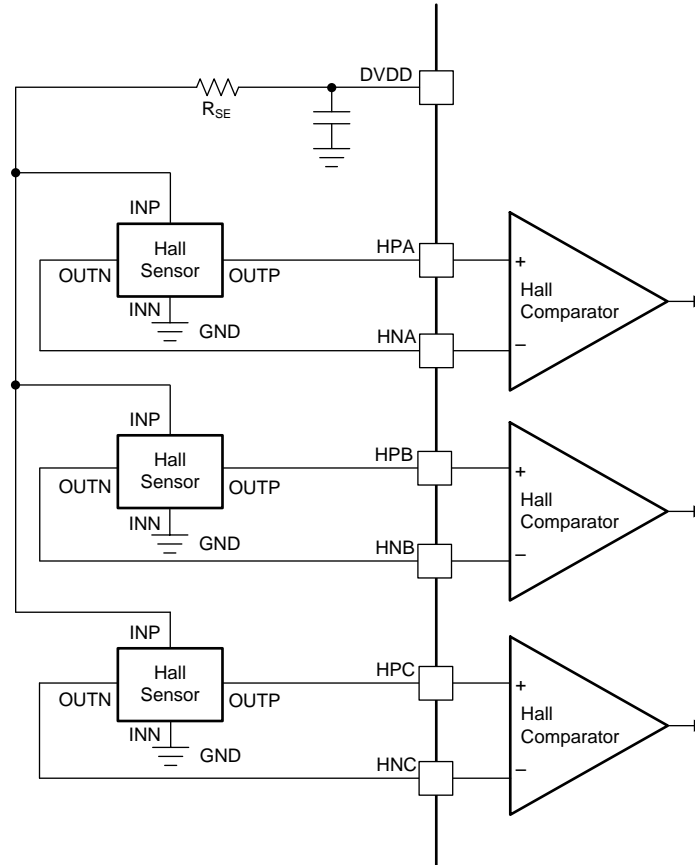 DVDD
RSE
INP
Hall
Sensor
OUTN
OUTP
INN
GND
HPA
HNA
+
Hall
Comparator
–
INP
Hall
Sensor
OUTN
OUTP
INN
GND
HPB
HNB
+
Hall
Comparator
–
INP
Hall
Sensor
OUTN
OUTP
INN
GND
HPC
HNC
+
Hall
Comparator
–